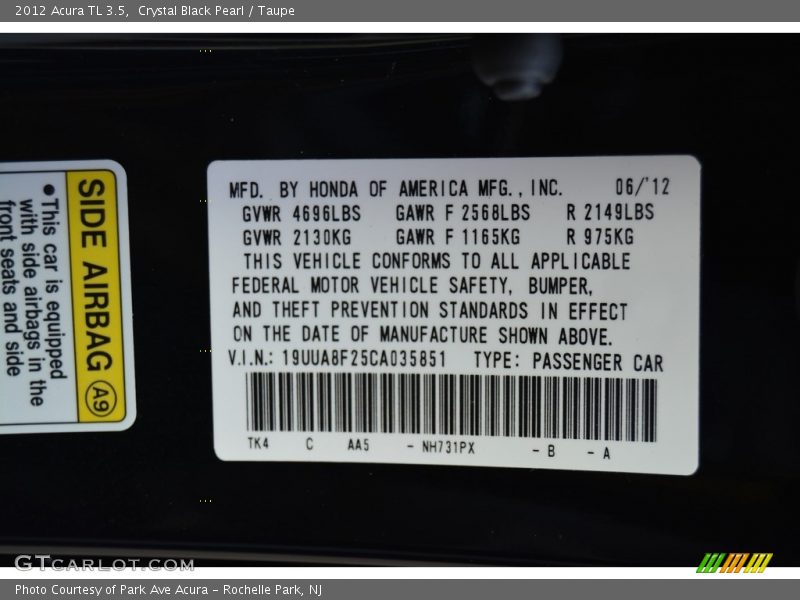 2012 Acura TL 3.5,  Crystal Black Pearl / Taupe
SIDE AIRBAG A9
●This car is equipped
with side airbags in the
front seats and side
MFD. BY HONDA OF AMERICA MFG., INC. 06/'12
GVWR 4696LBS GAWR F 2568LBS R 2149LBS
GVWR 2130KG GAWR F 1165KG R 975KG
THIS VEHICLE CONFORMS TO ALL APPLICABLE
FEDERAL MOTOR VEHICLE SAFETY, BUMPER,
AND THEFT PREVENTION STANDARDS IN EFFECT
ON THE DATE OF MANUFACTURE SHOWN ABOVE.
V.I.N.: 19UUA8F25CA035851 TYPE: PASSENGER CAR
TK4 C AA5 - NH731PX - B - A
GTCARLOT.COM
Photo Courtesy of Park Ave Acura - Rochelle Park, NJ